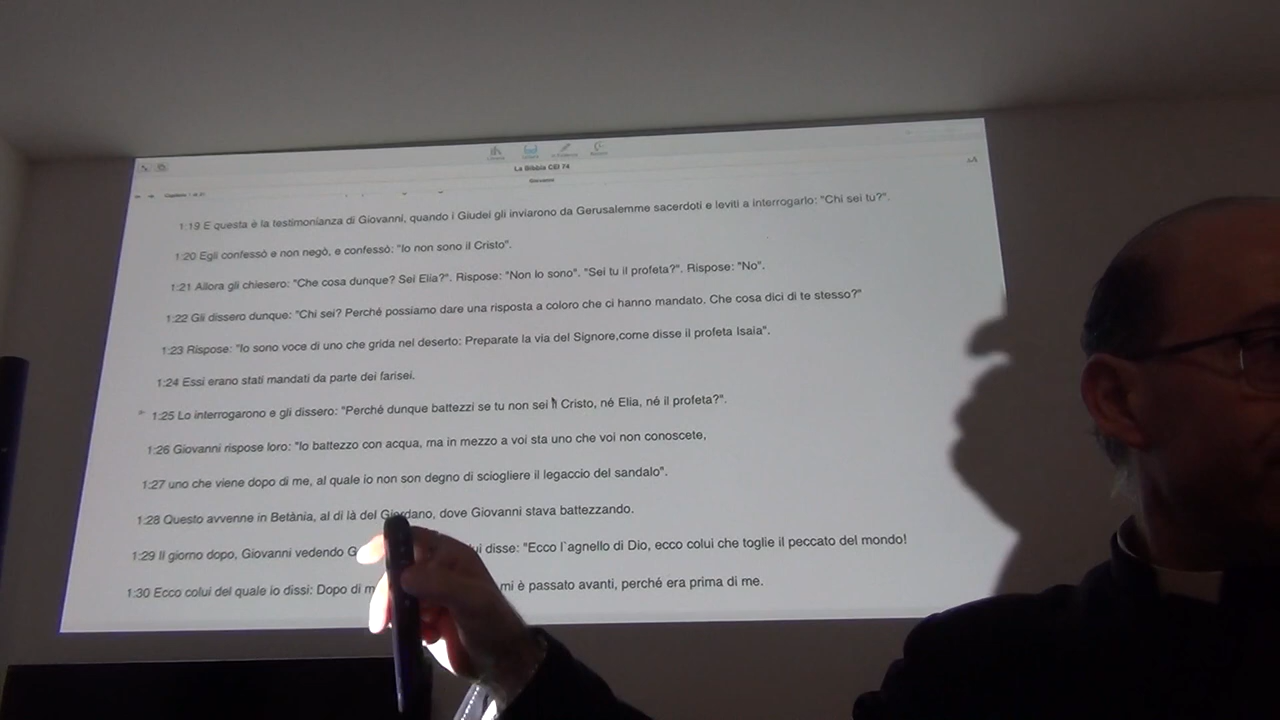 La Bibbia CEI 74
Giovanni
1:19 E questa è la testimonianza di Giovanni, quando i Giudei gli inviarono da Gerusalemme sacerdoti e leviti a interrogarlo: "Chi sei tu?".
1:20 Egli confessò e non negò, e confessò: "Io non sono il Cristo".
1:21 Allora gli chiesero: "Che cosa dunque? Sei Elia?". Rispose: "Non lo sono". "Sei tu il profeta?". Rispose: "No".
1:22 Gli dissero dunque: "Chi sei? Perché possiamo dare una risposta a coloro che ci hanno mandato. Che cosa dici di te stesso?"
1:23 Rispose: "Io sono voce di uno che grida nel deserto: Preparate la via del Signore,come disse il profeta Isaia".
1:24 Essi erano stati mandati da parte dei farisei.
1:25 Lo interrogarono e gli dissero: "Perché dunque battezzi se tu non sei il Cristo, né Elia, né il profeta?".
1:26 Giovanni rispose loro: "Io battezzo con acqua, ma in mezzo a voi sta uno che voi non conoscete,
1:27 uno che viene dopo di me, al quale io non son degno di sciogliere il legaccio del sandalo".
1:28 Questo avvenne in Betània, al di là del Giordano, dove Giovanni stava battezzando.
1:29 Il giorno dopo, Giovanni vedendo disse: "Ecco l`agnello di Dio, ecco colui che toglie il peccato del mondo!
1:30 Ecco colui del quale io dissi: Dopo di mi è passato avanti, perché era prima di me.